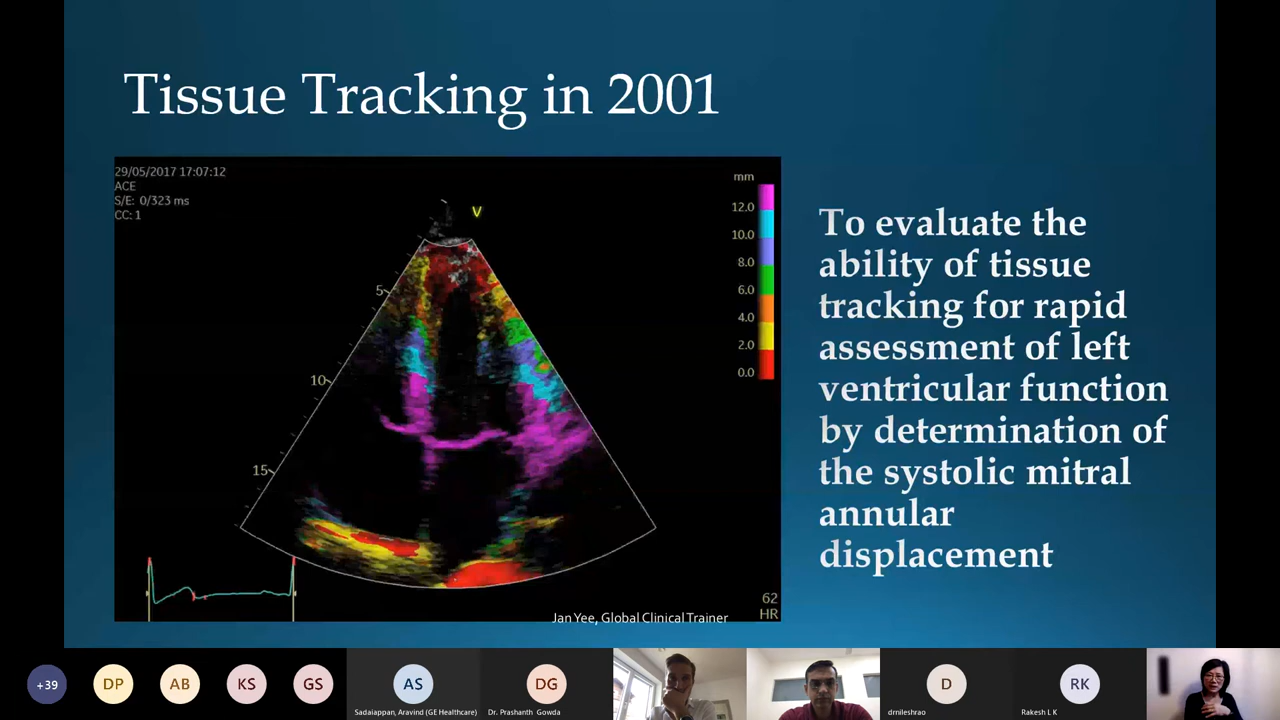 Tissue Tracking in 2001
29/05/2017 17:07:12
ACE
S/E: 0/323 ms
CC: 1
V
mm
12.0
10.0
8.0
6.0
4.0
2.0
0.0
5
10
15
62
HR
To evaluate the
ability of tissue
tracking for rapid
assessment of left
ventricular function
by determination of
the systolic mitral
annular
displacement
Jan Yee, Global Clinical Trainer
+39
DP
AB
KS
GS
AS
Sadaiappan, Aravind (GE Healthcare)
DG
Dr. Prashanth Gowda
D
drnileshrao
RK
Rakesh L K